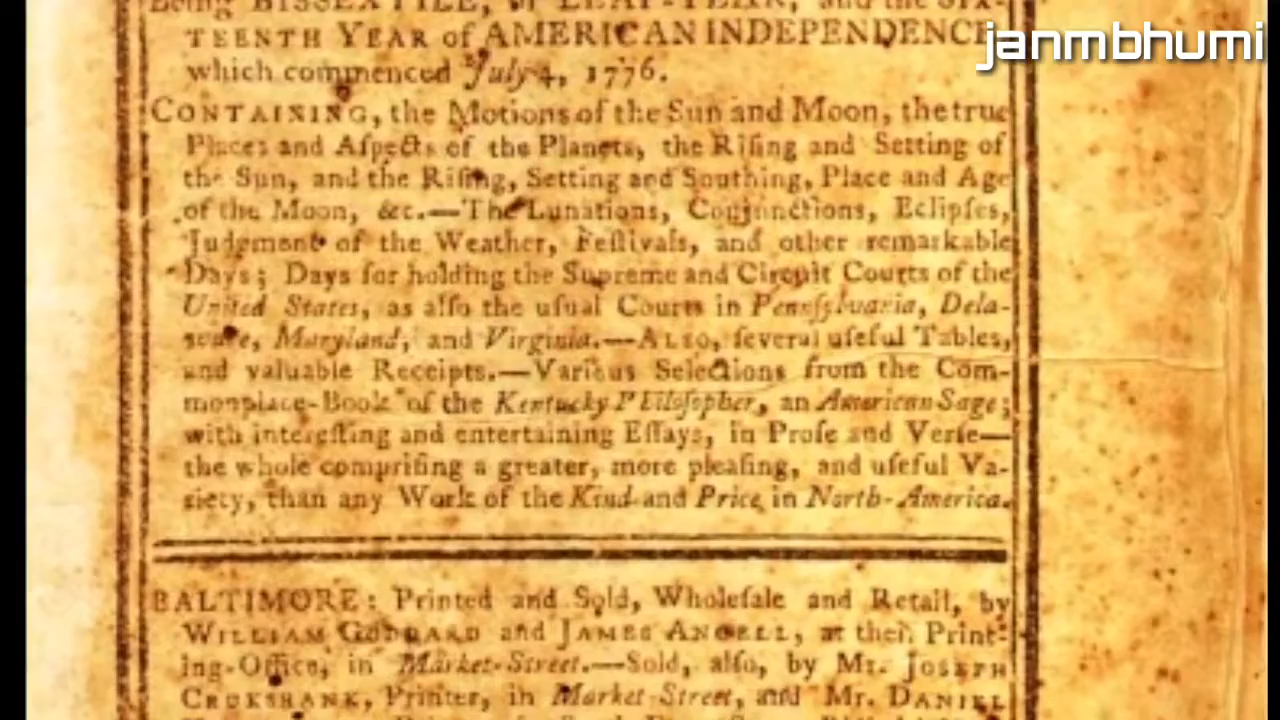 Being BISSEXTILE, or LEAP-YEAR, and the SIX-
janmbhumi
TEENTH YEAR of AMERICAN INDEPENDENCE
which commenced July 4, 1776.
CONTAINING, the Motions of the Sun and Moon, the true
Places and Aſpects of the Planets, the Riſing and Setting of
the Sun, and the Riſing, Setting and Southing, Place and Age
of the Moon, &c.—The Lunations, Conjunctions, Eclipſes,
Judgment of the Weather, Feſtivals, and other remarkable
Days; Days for holding the Supreme and Circuit Courts of the
United States, as alſo the uſual Courts in Pennſylvania, Dela-
ware, Maryland, and Virginia.—ALSO, ſeveral uſeful Tables,
and valuable Receipts.—Various Selections from the Com-
monplace-Book of the Kentucky Philoſopher, an American Sage;
with intereſting and entertaining Eſſays, in Proſe and Verſe—
the whole compriſing a greater, more pleaſing, and uſeful Va-
riety, than any Work of the Kind and Price in North-America.
BALTIMORE: Printed and Sold, Wholeſale and Retail, by
WILLIAM GODDARD and JAMES ANGELL, at their Print-
ing-Office, in Market-Street.—Sold, alſo, by Mr. JOSEPH
CRUKSHANK, Printer, in Market-Street, and Mr. DANIEL